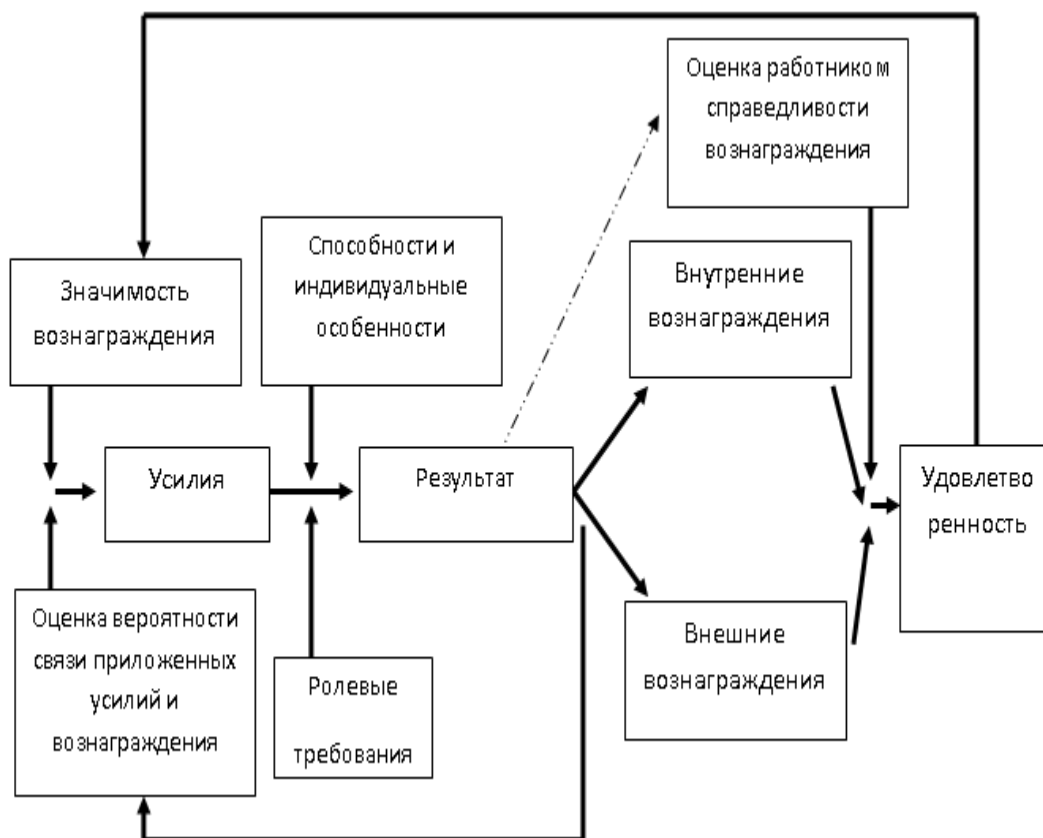 Оценка работником
справедливости
вознаграждения
Способности и
индивидуальные
особенности
Внутренние
вознаграждения
Значимость
вознаграждения
Усилия
Результат
Удовлетво
ренность
Оценка вероятности
связи приложенных
усилий и
вознаграждения
Ролевые
требования
Внешние
вознаграждения